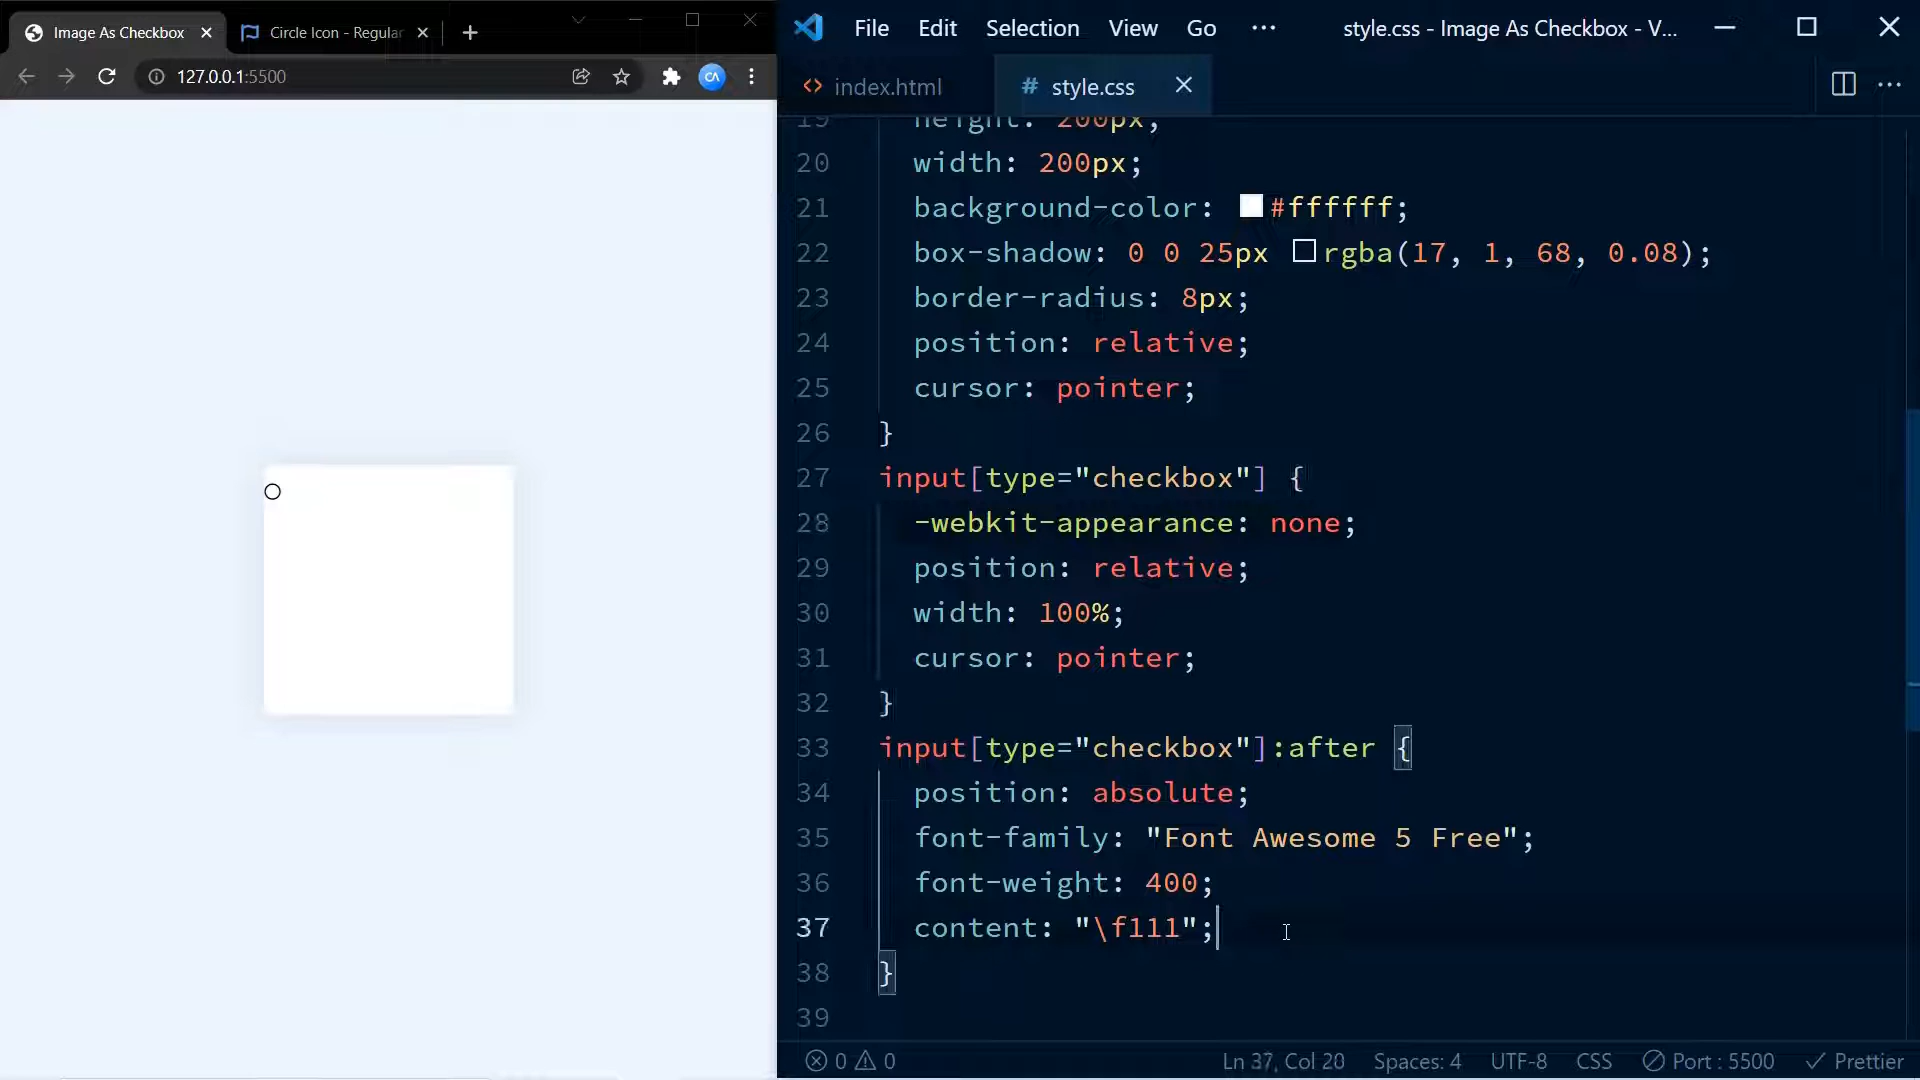 Image As Checkbox
Circle Icon - Regular
127.0.0.1:5500
CA
File Edit Selection View Go ···
style.css - Image As Checkbox - V...
<> index.html
# style.css
19 height: 200px;
20 width: 200px;
21 background-color: #ffffff;
22 box-shadow: 0 0 25px rgba(17, 1, 68, 0.08);
23 border-radius: 8px;
24 position: relative;
25 cursor: pointer;
26 }
27 input[type="checkbox"] {
28 -webkit-appearance: none;
29 position: relative;
30 width: 100%;
31 cursor: pointer;
32 }
33 input[type="checkbox"]:after {
34 position: absolute;
35 font-family: "Font Awesome 5 Free";
36 font-weight: 400;
37 content: "\f111";
38 }
39
0 0 Ln 37, Col 20 Spaces: 4 UTF-8 CSS Port : 5500 Prettier